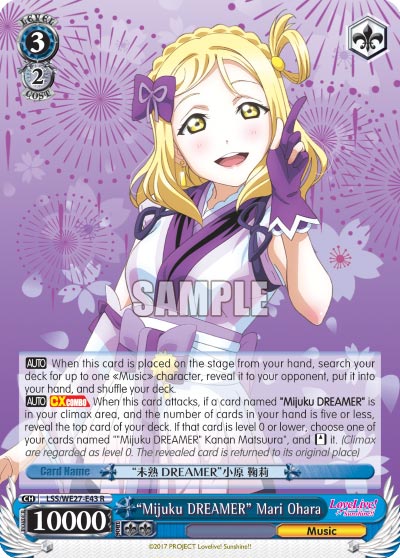 LEVEL
3
2
COST
SAMPLE
AUTO When this card is placed on the stage from your hand, search your
deck for up to one «Music» character, reveal it to your opponent, put it into
your hand, and shuffle your deck.
AUTO CXCOMBO When this card attacks, if a card named "Mijuku DREAMER" is
in your climax area, and the number of cards in your hand is five or less,
reveal the top card of your deck. If that card is level 0 or lower, choose one
of your cards named ""Mijuku DREAMER" Kanan Matsuura", and it. (Climax
are regarded as level 0. The revealed card is returned to its original place)
Card Name
“未熟 DREAMER”小原 鞠莉
CH LSS/WE27-E43 R
POWER
10000
SOUL
“Mijuku DREAMER” Mari Ohara
LoveLive!
Sunshine!!
Music
©2017 PROJECT Lovelive! Sunshine!!